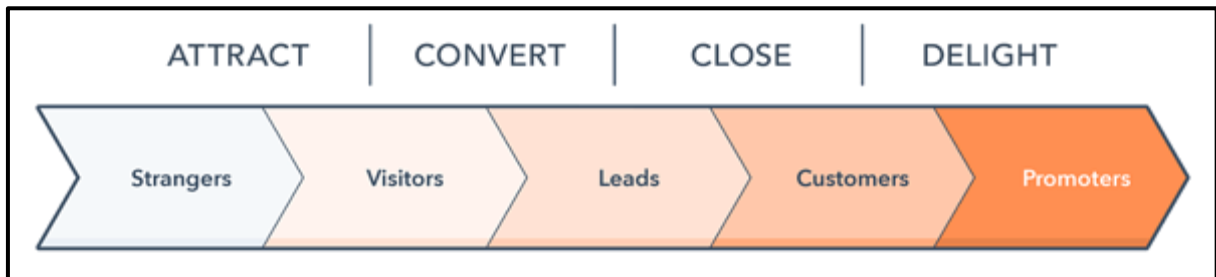 ATTRACT CONVERT CLOSE DELIGHT
Strangers Visitors Leads Customers Promoters